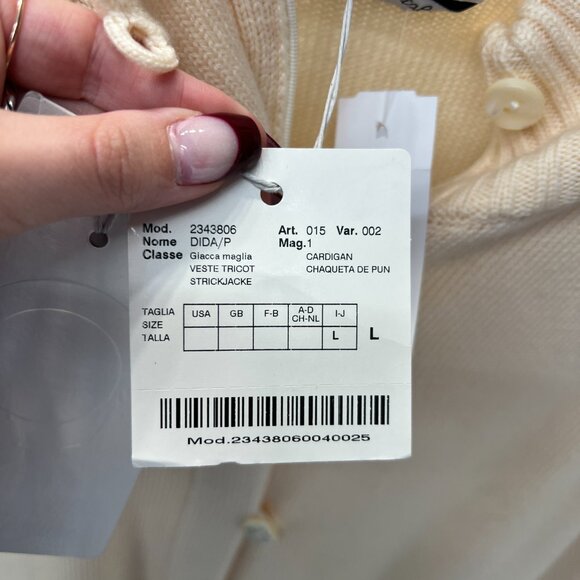 Mod. 2343806 Art. 015 Var. 002
Nome DIDA/P Mag.1
Classe Giacca maglia CARDIGAN
VESTE TRICOT CHAQUETA DE PUN
STRICKJACKE
TAGLIA
SIZE
TALLA
USA GB F-B A-D CH-NL I-J
L L
Mod.23438060040025